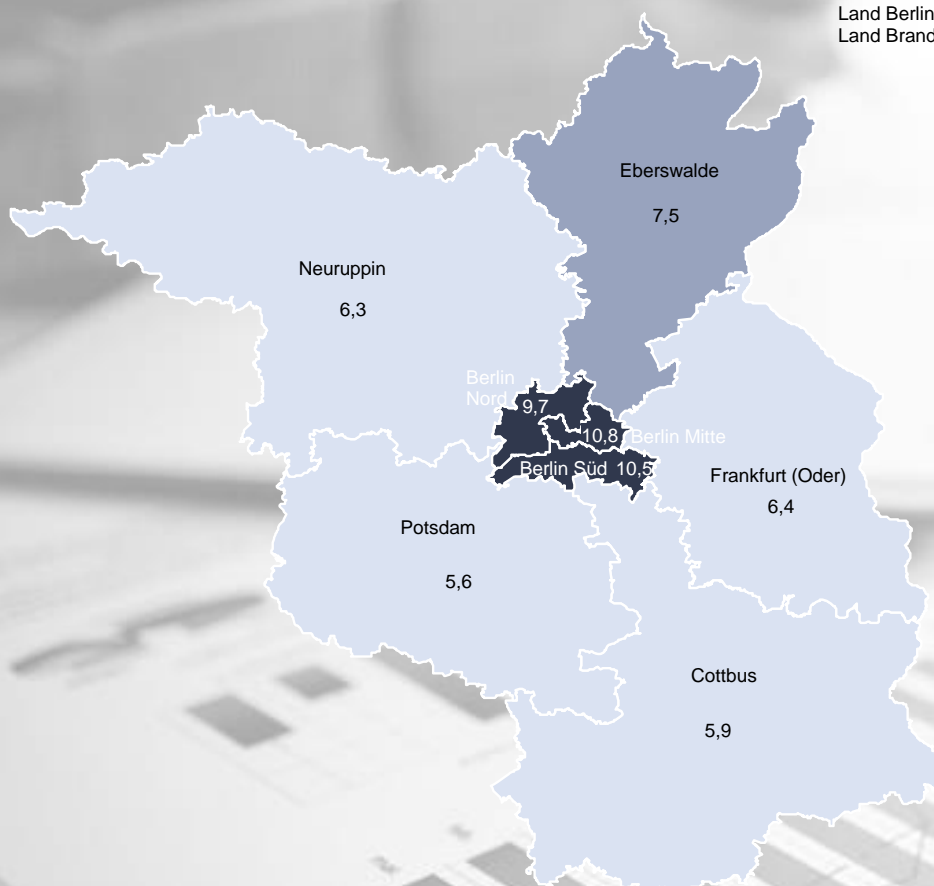 Land Berlin
Land Brand
Eberswalde
7,5
Neuruppin
6,3
Berlin
Nord
9,7
10,8 Berlin Mitte
Berlin Süd 10,5
Frankfurt (Oder)
6,4
Potsdam
5,6
Cottbus
5,9